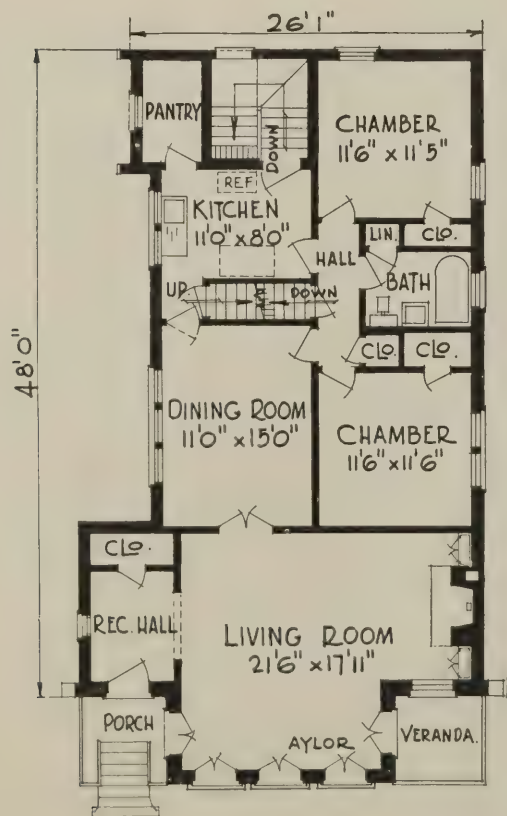 26'1"
PANTRY
DOWN
CHAMBER
11'6" x 11'5"
REF
KITCHEN
11'0" x 8'0"
LIN.
CLO.
HALL
BATH
UP
DOWN
48'0"
CLO.
CLO.
DINING ROOM
11'0" x 15'0"
CHAMBER
11'6" x 11'6"
CLO.
REC. HALL
LIVING ROOM
21'6" x 17'11"
PORCH
AYLOR
VERANDA.